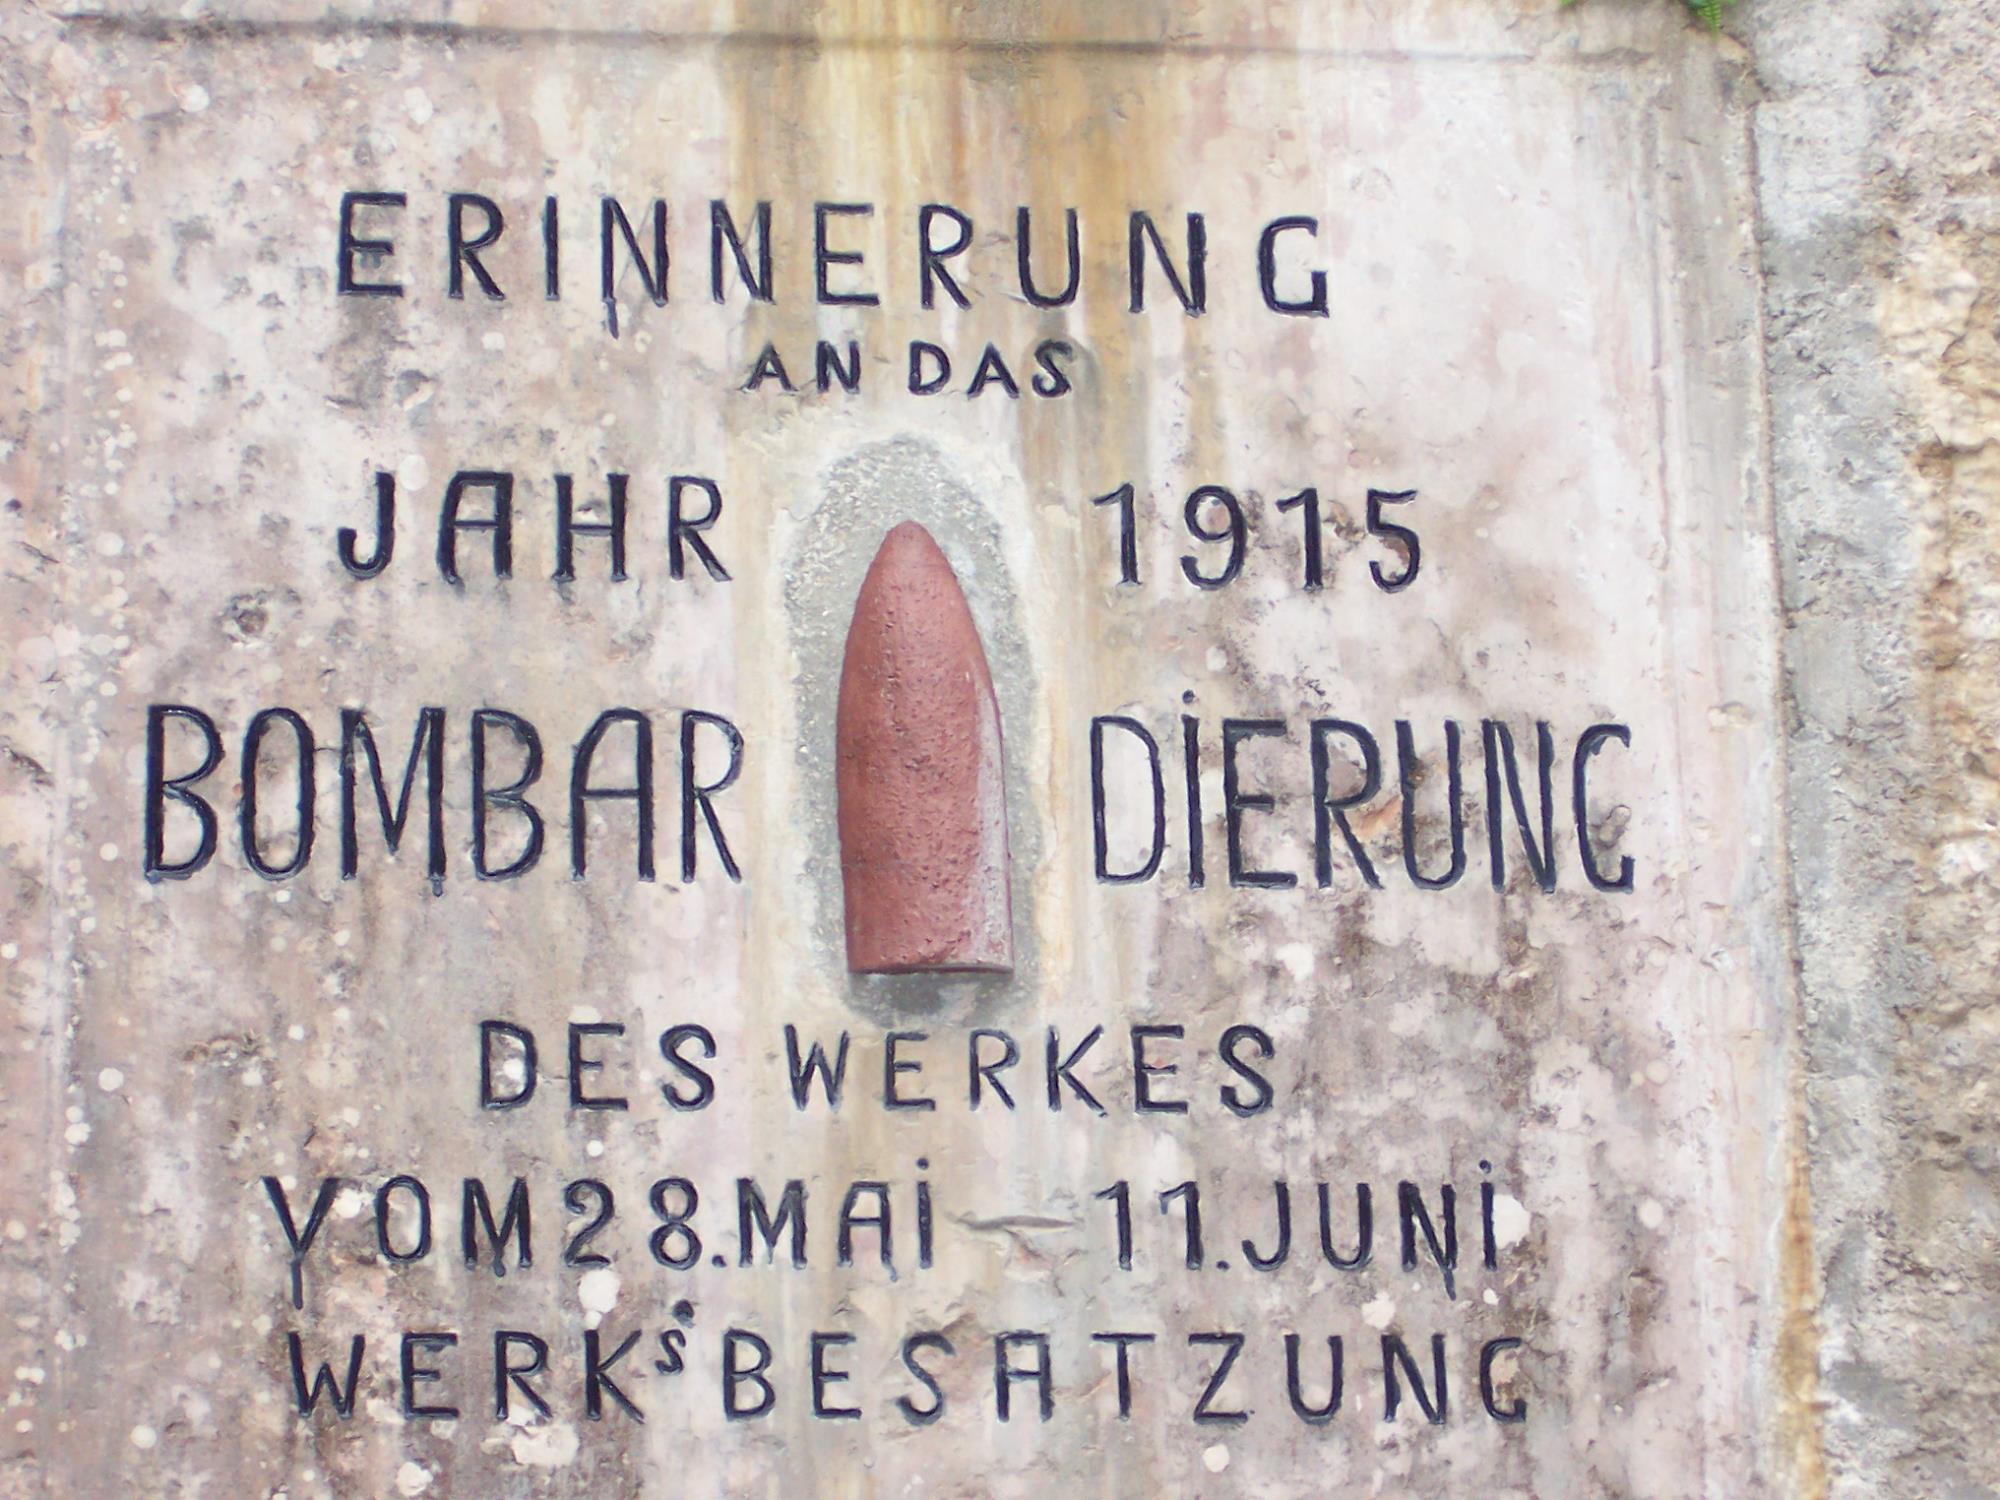 ERINNERUNG
AN DAS
JAHR 1915
BOMBAR DiERUNG
DES WERKES
VOM 28. MAi - 11. JUNi
WERKsBESATZUNG